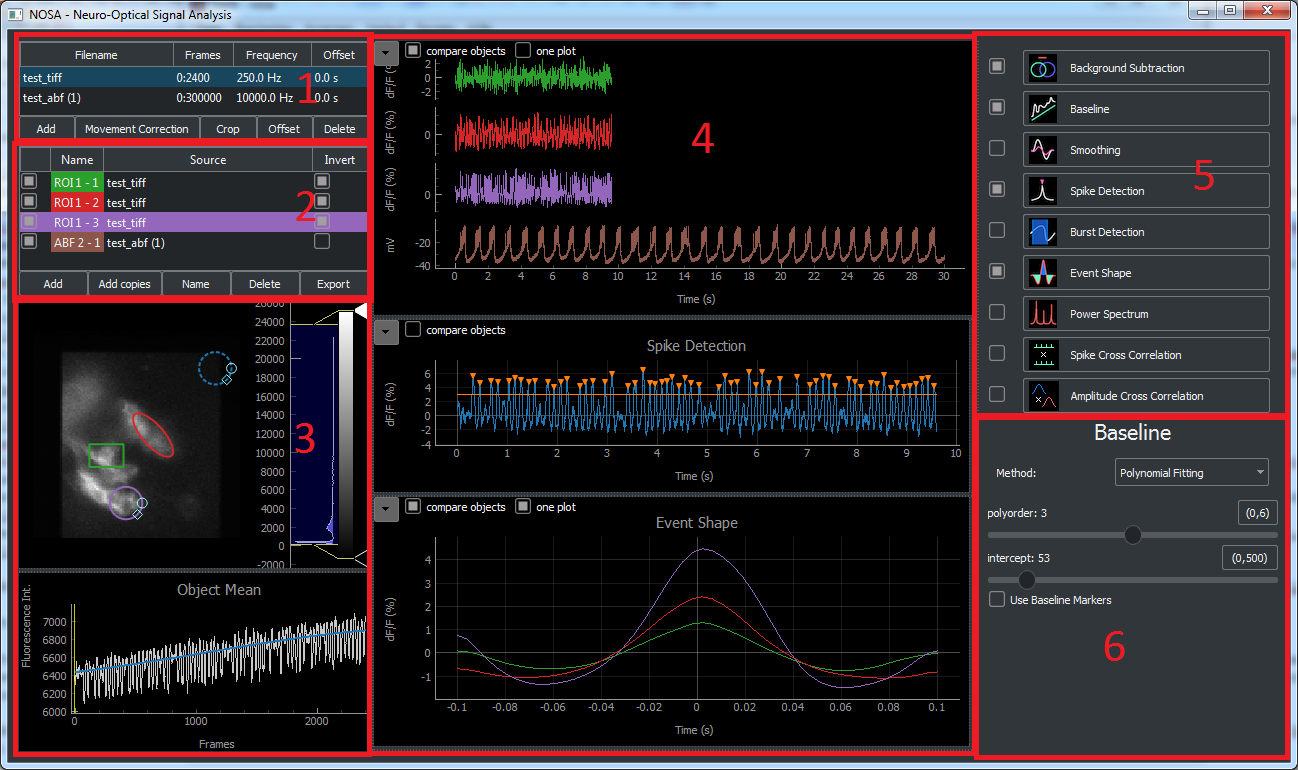 NOSA - Neuro-Optical Signal Analysis
Filename Frames Frequency Offset
test_tiff 0:2400 250.0 Hz 0.0 s
test_abf (1) 0:300000 10000.0 Hz 0.0 s
1
Add Movement Correction Crop Offset Delete
Name Source Invert
ROI1 - 1 test_tiff
ROI1 - 2 test_tiff
ROI1 - 3 test_tiff
ABF 2 - 1 test_abf (1)
2
Add Add copies Name Delete Export
26000
24000
22000
20000
18000
16000
14000
12000
10000
8000
6000
4000
2000
0
-2000
3
Object Mean
Fluorescence Int.
7000
6800
6600
6400
6200
6000
0 1000 2000
Frames
compare objects one plot
dF/F (%)
2
0
-2
dF/F (%)
0
dF/F (%)
0
mV
-20
-40
0 2 4 6 8 10 12 14 16 18 20 22 24 26 28 30
Time (s)
4
compare objects
Spike Detection
dF/F (%)
6
4
2
0
-2
-4
0 1 2 3 4 5 6 7 8 9 10
Time (s)
compare objects one plot
Event Shape
dF/F (%)
4
3
2
1
0
-1
-0.1 -0.08 -0.06 -0.04 -0.02 0 0.02 0.04 0.06 0.08 0.1
Time (s)
Background Subtraction
Baseline
Smoothing
Spike Detection
Burst Detection
Event Shape
Power Spectrum
Spike Cross Correlation
Amplitude Cross Correlation
5
Baseline
Method: Polynomial Fitting
polyorder: 3 (0,6)
intercept: 53 (0,500)
Use Baseline Markers
6